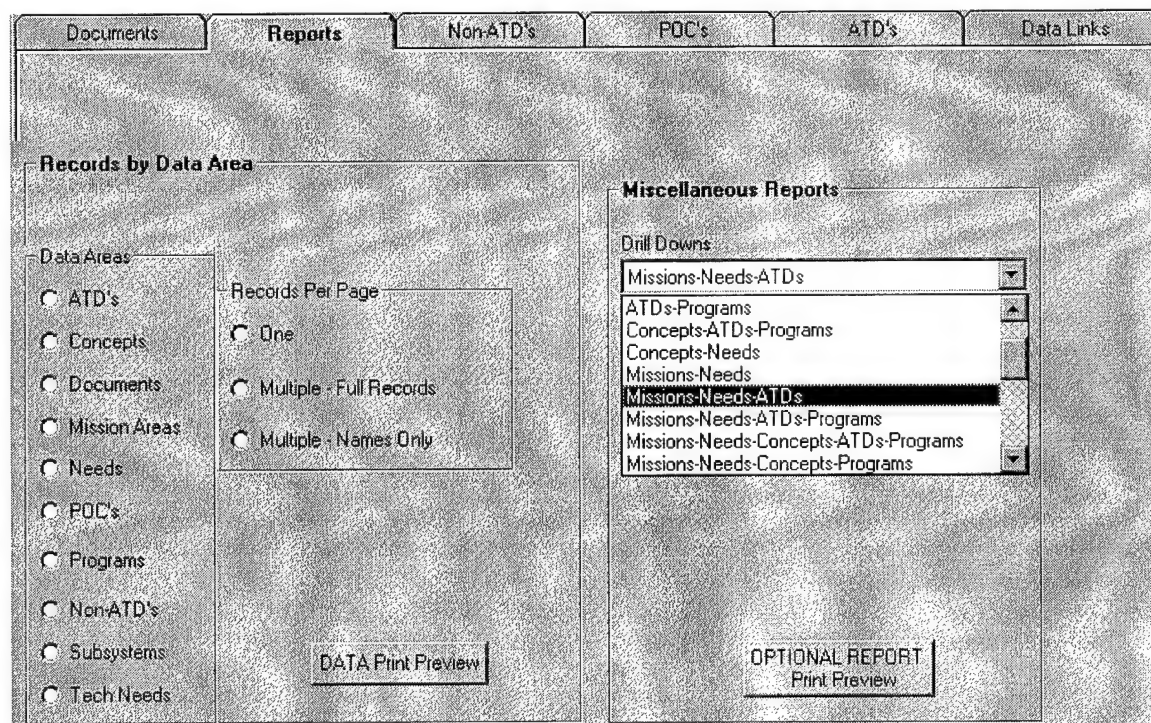 Documents
Reports
Non-ATD's
POC's
ATD's
Data Links
Records by Data Area
Data Areas
ATD's
Concepts
Documents
Mission Areas
Needs
POC's
Programs
Non-ATD's
Subsystems
Tech Needs
Records Per Page
One
Multiple - Full Records
Multiple - Names Only
DATA Print Preview
Miscellaneous Reports
Drill Downs
Missions-Needs-ATDs
ATDs-Programs
Concepts-ATDs-Programs
Concepts-Needs
Missions-Needs
Missions-Needs-ATDs
Missions-Needs-ATDs-Programs
Missions-Needs-Concepts-ATDs-Programs
Missions-Needs-Concepts-Programs
OPTIONAL REPORT
Print Preview